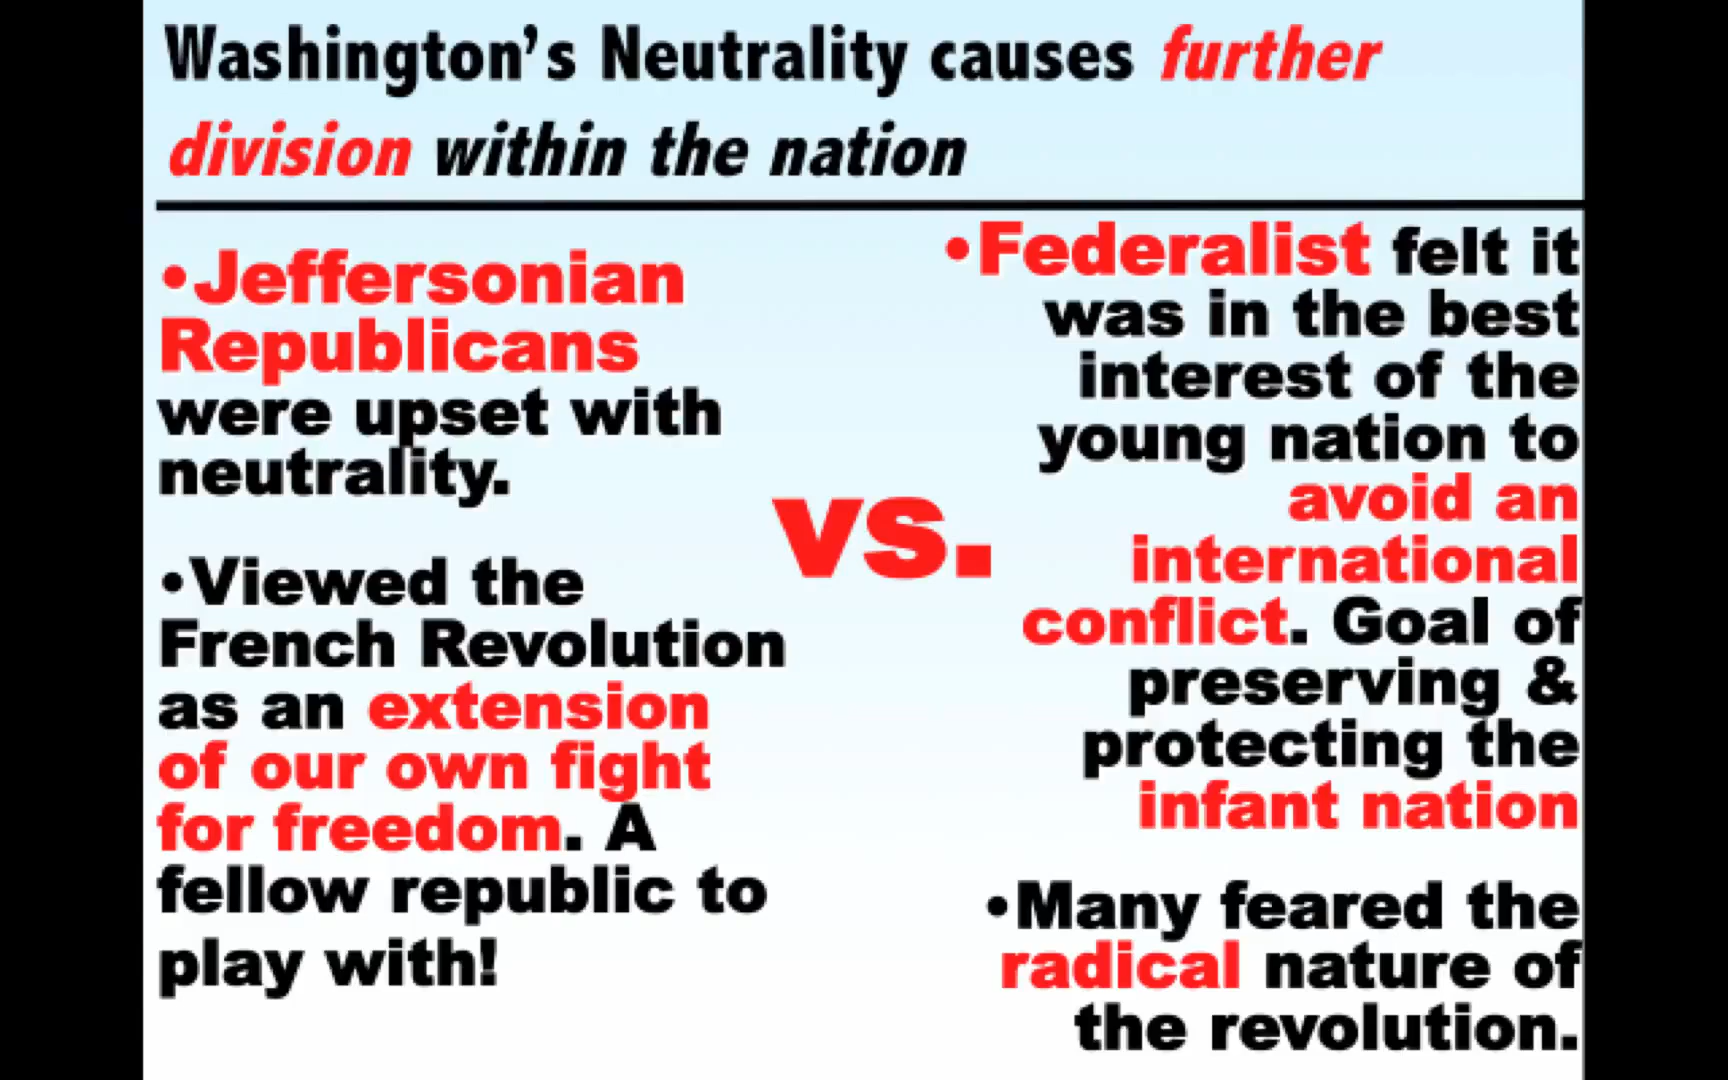 Washington's Neutrality causes further
division within the nation
•Jeffersonian
Republicans
were upset with
neutrality.
•Viewed the
French Revolution
as an extension
of our own fight
for freedom. A
fellow republic to
play with!
vs.
•Federalist felt it
was in the best
interest of the
young nation to
avoid an
international
conflict. Goal of
preserving &
protecting the
infant nation
•Many feared the
radical nature of
the revolution.